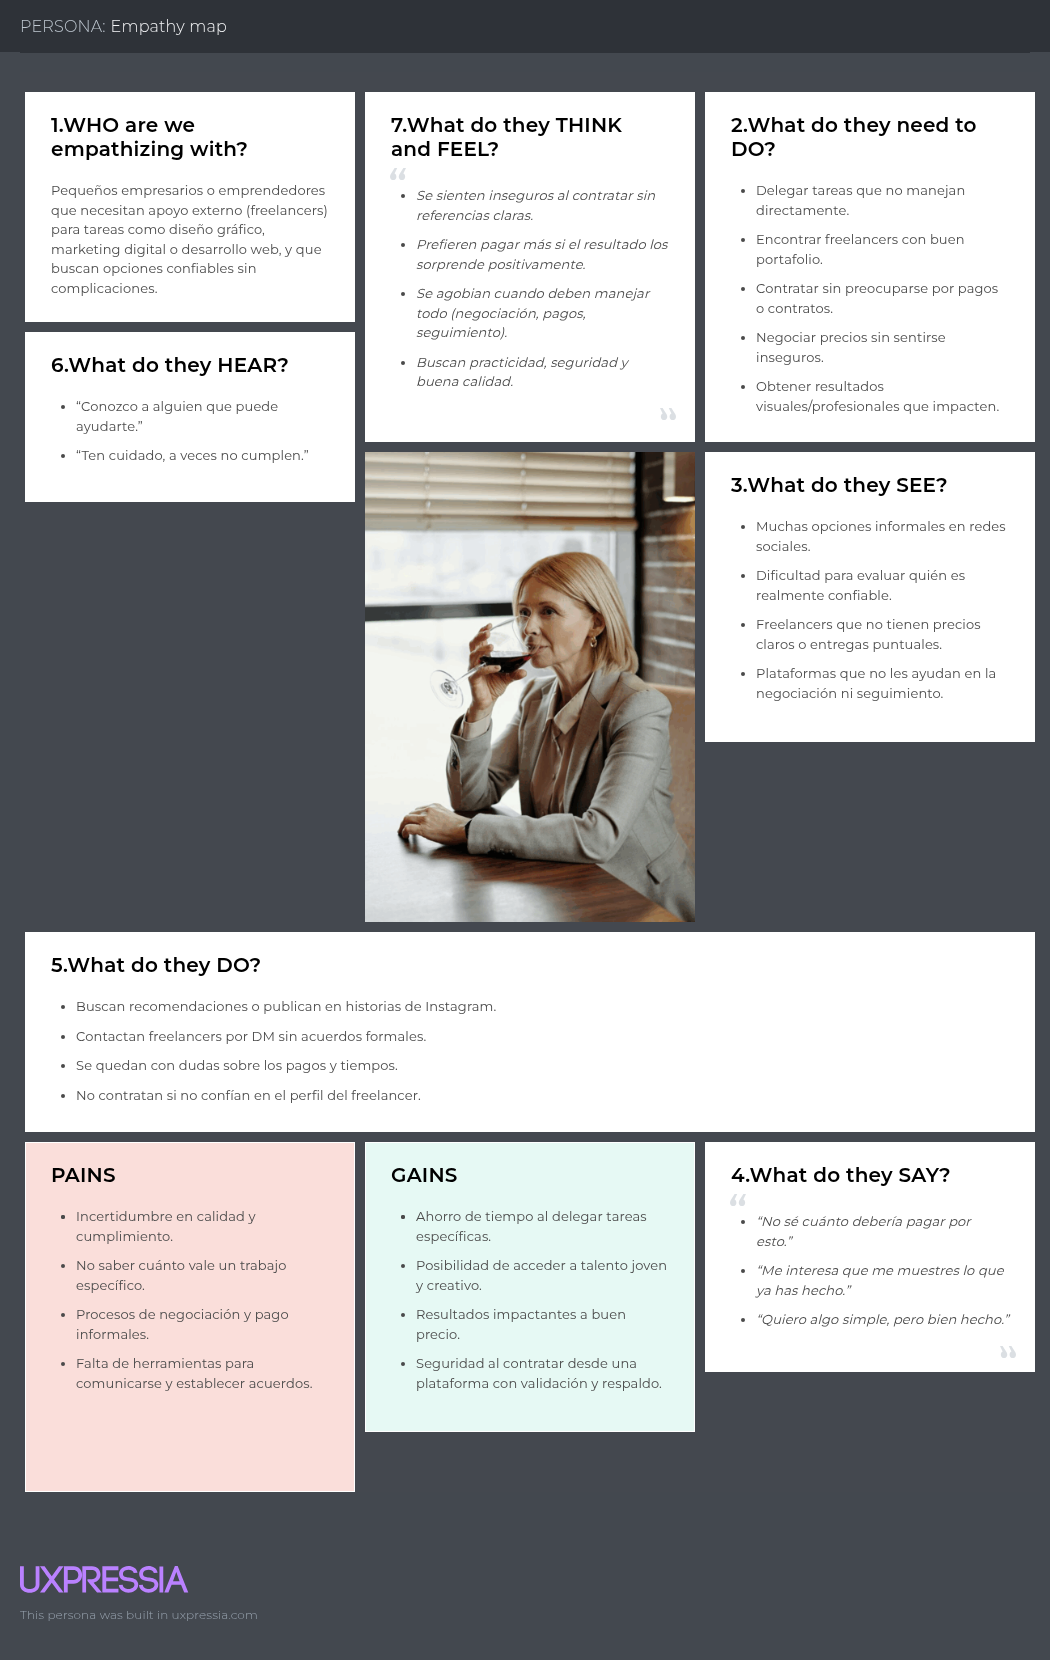 PERSONA: Empathy map
1.WHO are we
empathizing with?
Pequeños empresarios o emprendedores
que necesitan apoyo externo (freelancers)
para tareas como diseño gráfico,
marketing digital o desarrollo web, y que
buscan opciones confiables sin
complicaciones.
7.What do they THINK
and FEEL?
“
• Se sienten inseguros al contratar sin
referencias claras.
• Prefieren pagar más si el resultado los
sorprende positivamente.
• Se agobian cuando deben manejar
todo (negociación, pagos,
seguimiento).
• Buscan practicidad, seguridad y
buena calidad.
”
2.What do they need to
DO?
• Delegar tareas que no manejan
directamente.
• Encontrar freelancers con buen
portafolio.
• Contratar sin preocuparse por pagos
o contratos.
• Negociar precios sin sentirse
inseguros.
• Obtener resultados
visuales/profesionales que impacten.
6.What do they HEAR?
• “Conozco a alguien que puede
ayudarte.”
• “Ten cuidado, a veces no cumplen.”
3.What do they SEE?
• Muchas opciones informales en redes
sociales.
• Dificultad para evaluar quién es
realmente confiable.
• Freelancers que no tienen precios
claros o entregas puntuales.
• Plataformas que no les ayudan en la
negociación ni seguimiento.
5.What do they DO?
• Buscan recomendaciones o publican en historias de Instagram.
• Contactan freelancers por DM sin acuerdos formales.
• Se quedan con dudas sobre los pagos y tiempos.
• No contratan si no confían en el perfil del freelancer.
PAINS
• Incertidumbre en calidad y
cumplimiento.
• No saber cuánto vale un trabajo
específico.
• Procesos de negociación y pago
informales.
• Falta de herramientas para
comunicarse y establecer acuerdos.
GAINS
• Ahorro de tiempo al delegar tareas
específicas.
• Posibilidad de acceder a talento joven
y creativo.
• Resultados impactantes a buen
precio.
• Seguridad al contratar desde una
plataforma con validación y respaldo.
4.What do they SAY?
“
• “No sé cuánto debería pagar por
esto.”
• “Me interesa que me muestres lo que
ya has hecho.”
• “Quiero algo simple, pero bien hecho.”
”
UXPRESSIA
This persona was built in uxpressia.com